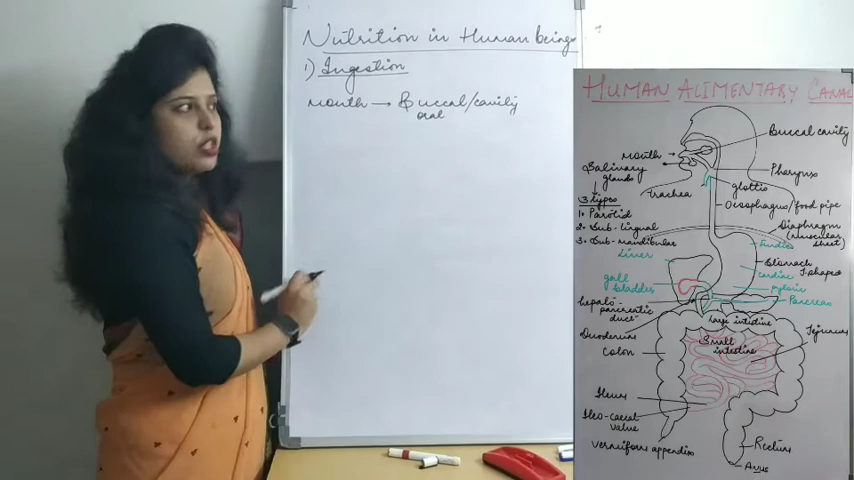 Nutrition in Human beings
1) Ingestion
Mouth → Buccal/cavity
oral
HUMAN ALIMENTARY CANAL
Buccal cavity
mouth →
Salivary
glands
Pharynx
glottis
trachea
3 types
1. Parotid
2. Sub-lingual
3. Sub-mandibular
Oesophagus/food pipe
Diaphragm
(muscular
sheet)
Fundics
Liver
Stomach
J-shaped
Cardiac
gall
bladder
pyloric
Pancreas
hepato-
pancreatic
duct
Large intestine
Duodenum
Small
intestine
Jejunum
Colon
Ileum
Ileo-caecal
valve
vermiform appendix
Rectum
Anus